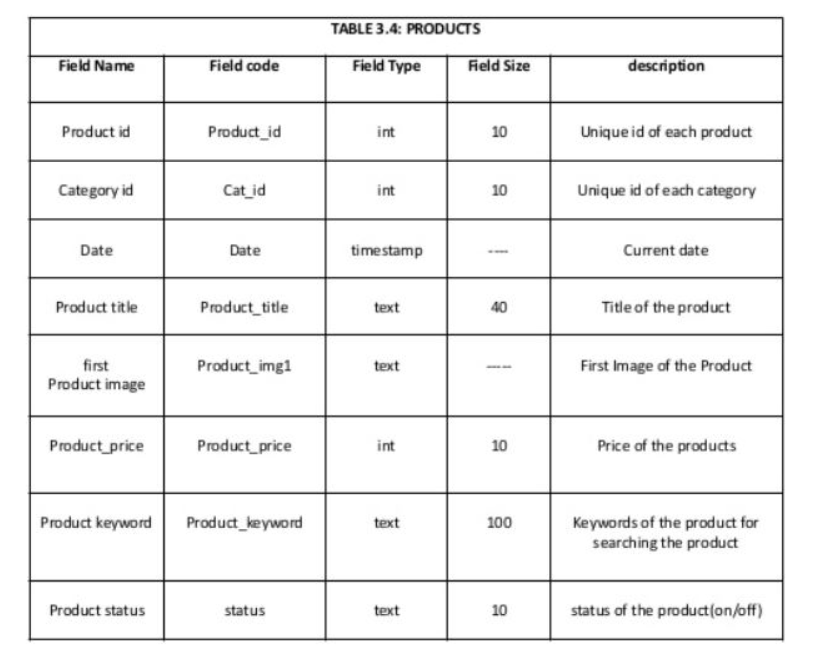 TABLE 3.4: PRODUCTS
Field Name Field code Field Type Field Size description
Product id Product_id int 10 Unique id of each product
Category id Cat_id int 10 Unique id of each category
Date Date timestamp ---- Current date
Product title Product_title text 40 Title of the product
first
Product image Product_img1 text ----- First Image of the Product
Product_price Product_price int 10 Price of the products
Product keyword Product_keyword text 100 Keywords of the product for
searching the product
Product status status text 10 status of the product(on/off)